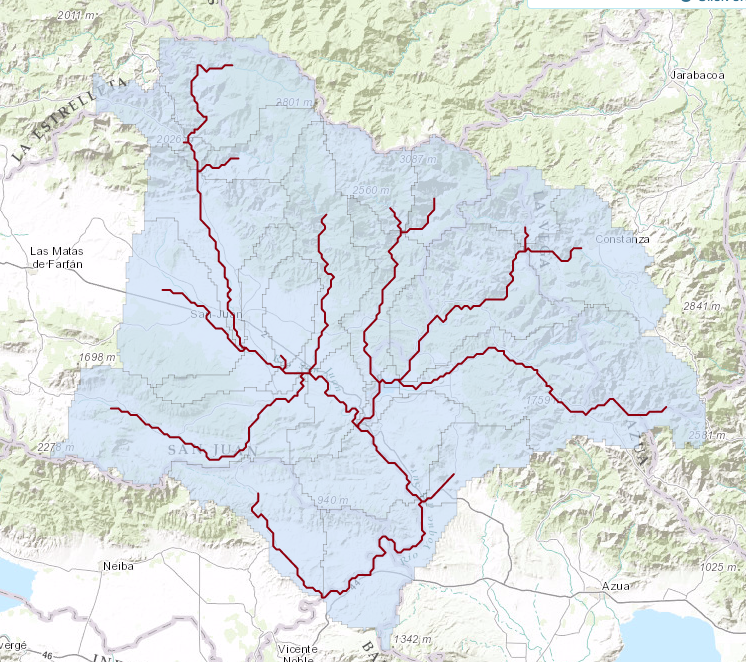 2011 m
Jarabacoa
LA ESTRELLETA
2801 m
2026
3087 m
2560 m
Las Matas
de Farfán
Constanza
San Juan
2841 m
1698 m
1759
2278 m
SAN JUAN
2581 m
940 m
Neiba
1025 m
Azua
1342 m
Vicente
Noble
46